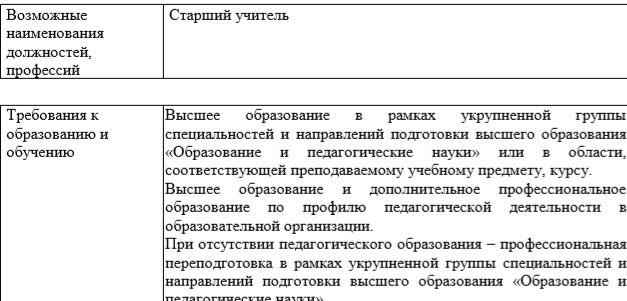 Возможные
наименования
должностей,
профессий
Старший учитель
Требования к
образованию и
обучению
Высшее образование в рамках укрупненной группы
специальностей и направлений подготовки высшего образования
«Образование и педагогические науки» или в области,
соответствующей преподаваемому учебному предмету, курсу.
Высшее образование и дополнительное профессиональное
образование по профилю педагогической деятельности в
образовательной организации.
При отсутствии педагогического образования – профессиональная
переподготовка в рамках укрупненной группы специальностей и
направлений подготовки высшего образования «Образование и
педагогические науки»